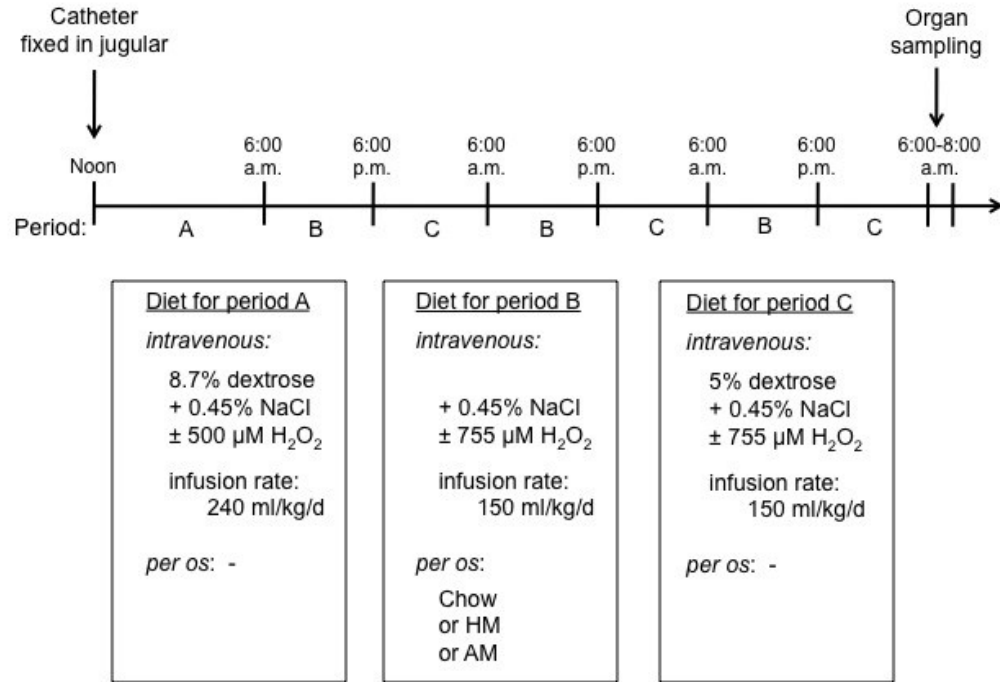 Catheter
fixed in jugular
Organ
sampling
Noon
6:00
a.m.
6:00
p.m.
6:00
a.m.
6:00
p.m.
6:00
a.m.
6:00
p.m.
6:00-8:00
a.m.
Period: A B C B C B C
Diet for period A
intravenous:
8.7% dextrose
+ 0.45% NaCl
± 500 µM H₂O₂
infusion rate:
240 ml/kg/d
per os: -
Diet for period B
intravenous:
+ 0.45% NaCl
± 755 µM H₂O₂
infusion rate:
150 ml/kg/d
per os:
Chow
or HM
or AM
Diet for period C
intravenous:
5% dextrose
+ 0.45% NaCl
± 755 µM H₂O₂
infusion rate:
150 ml/kg/d
per os: -